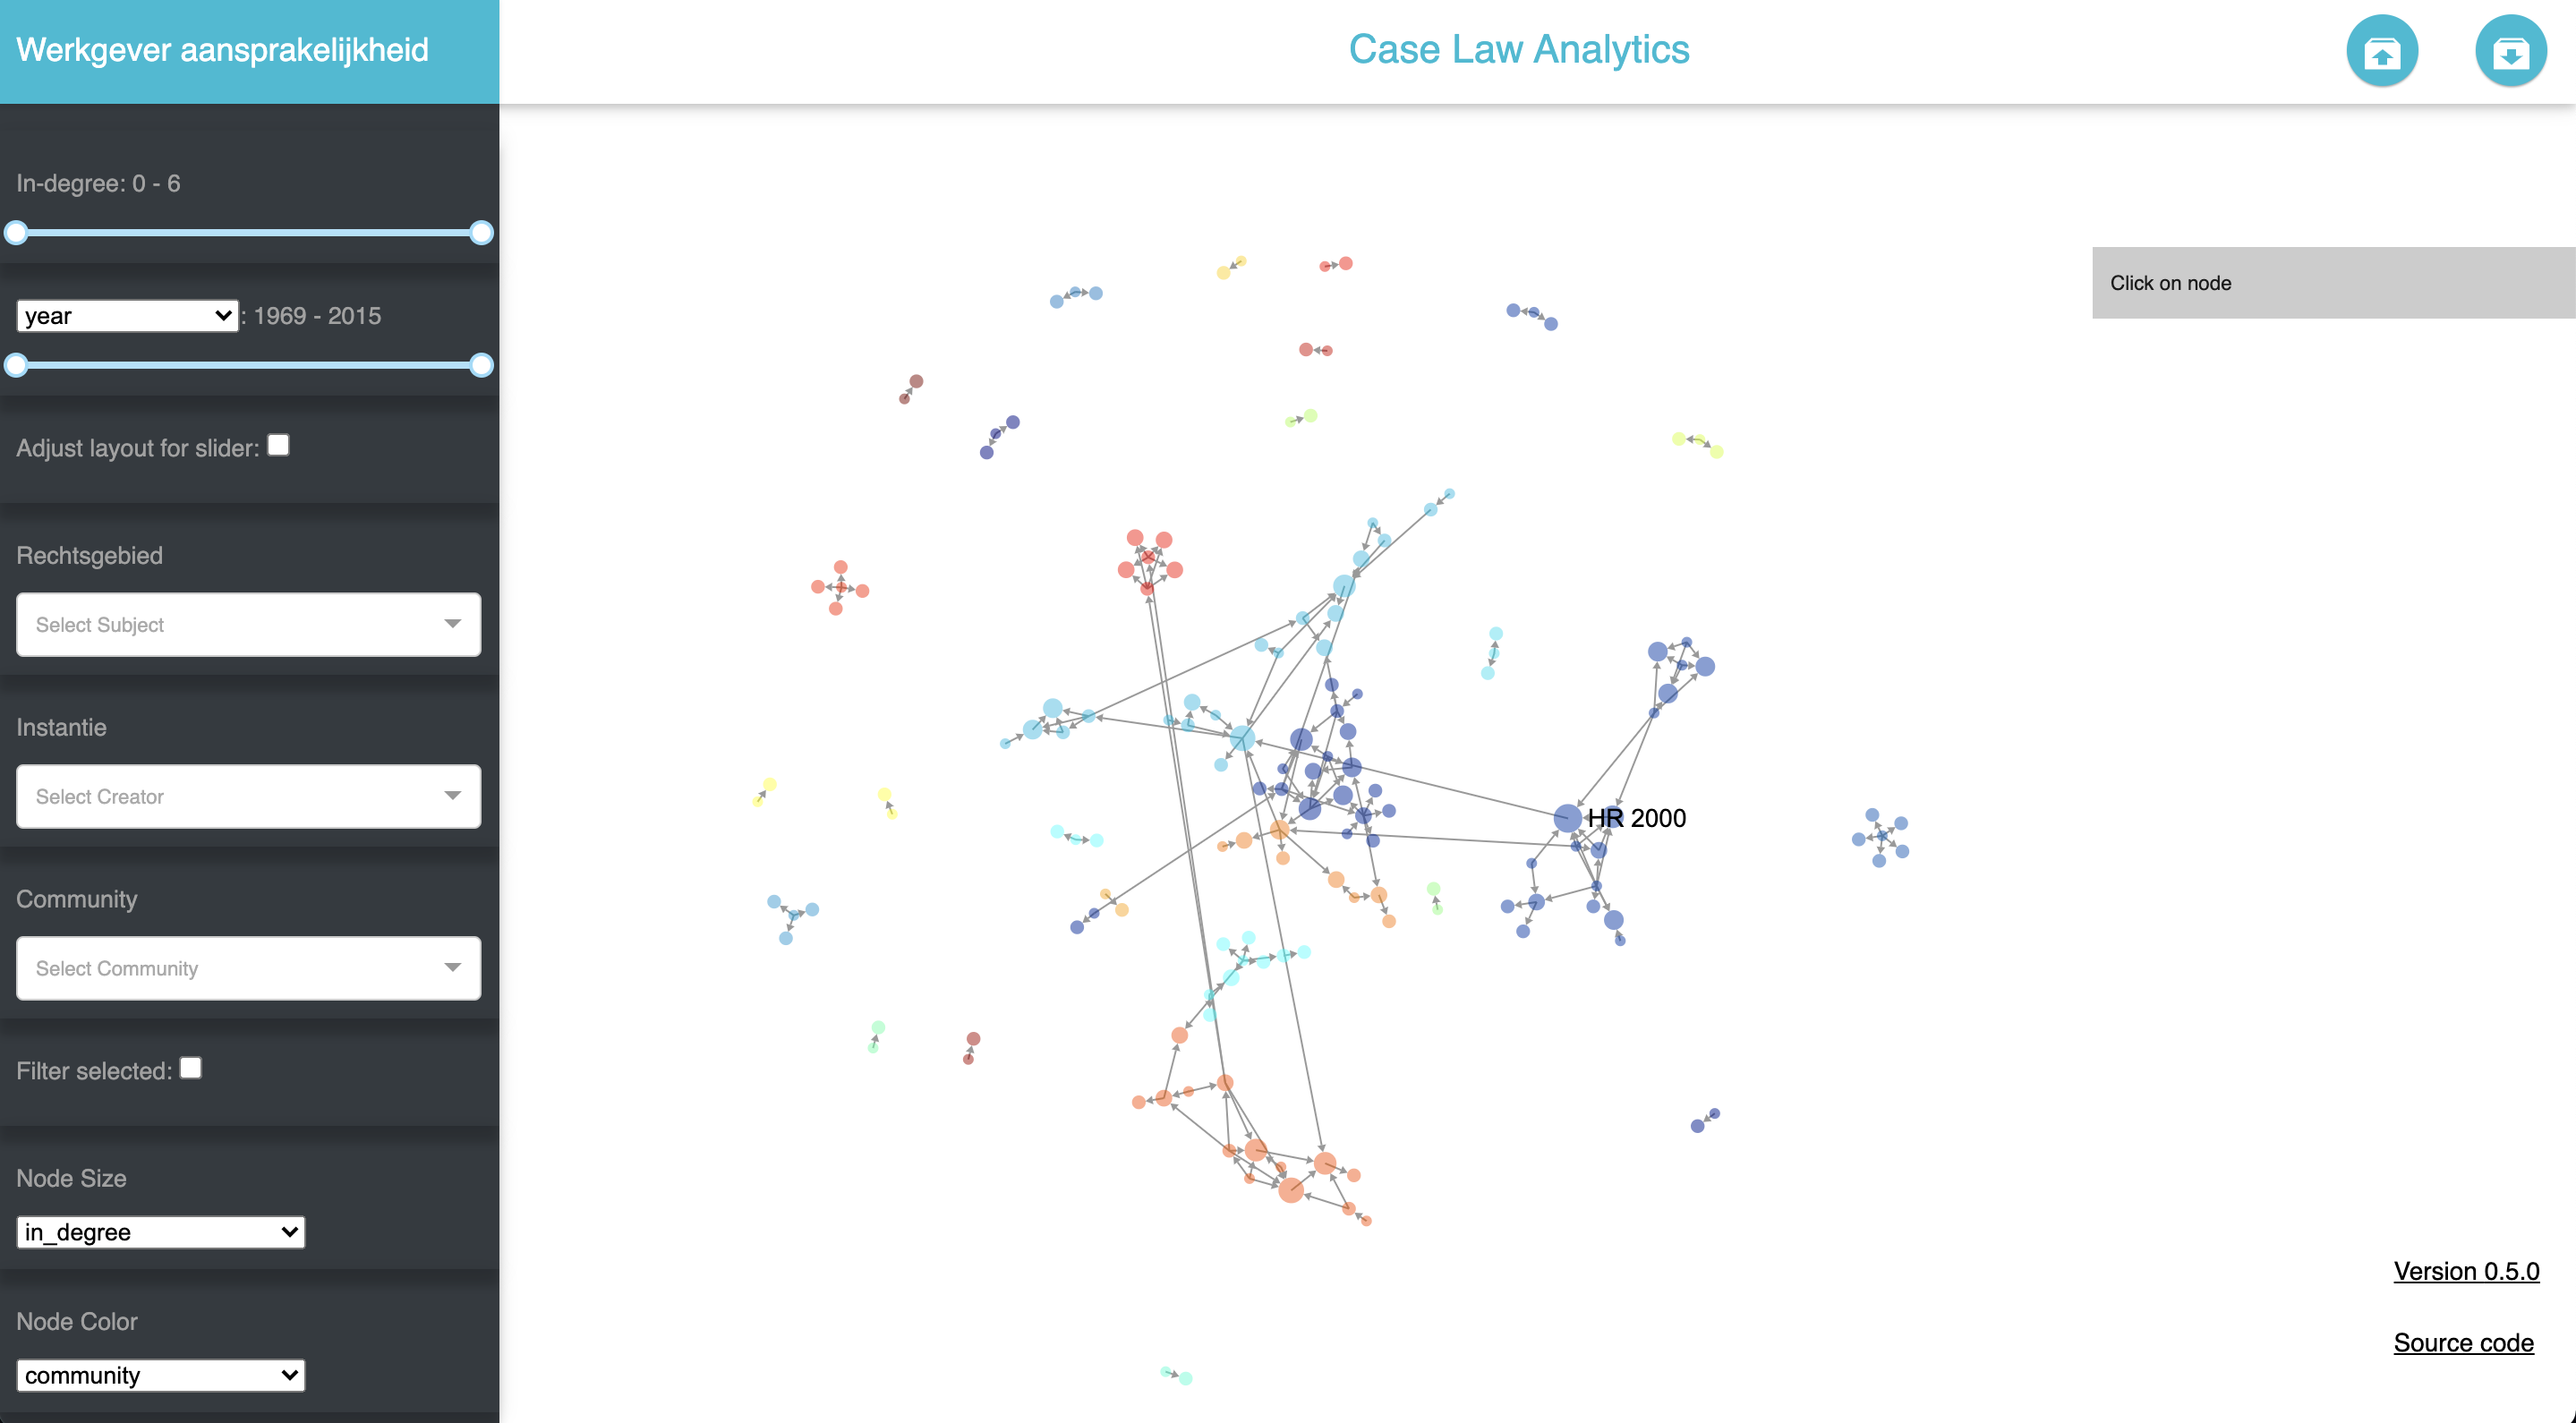 Werkgever aansprakelijkheid
Case Law Analytics
In-degree: 0 - 6
year : 1969 - 2015
Adjust layout for slider:
Rechtsgebied
Select Subject
Instantie
Select Creator
Community
Select Community
Filter selected:
Node Size
in_degree
Node Color
community
Click on node
HR 2000
Version 0.5.0
Source code